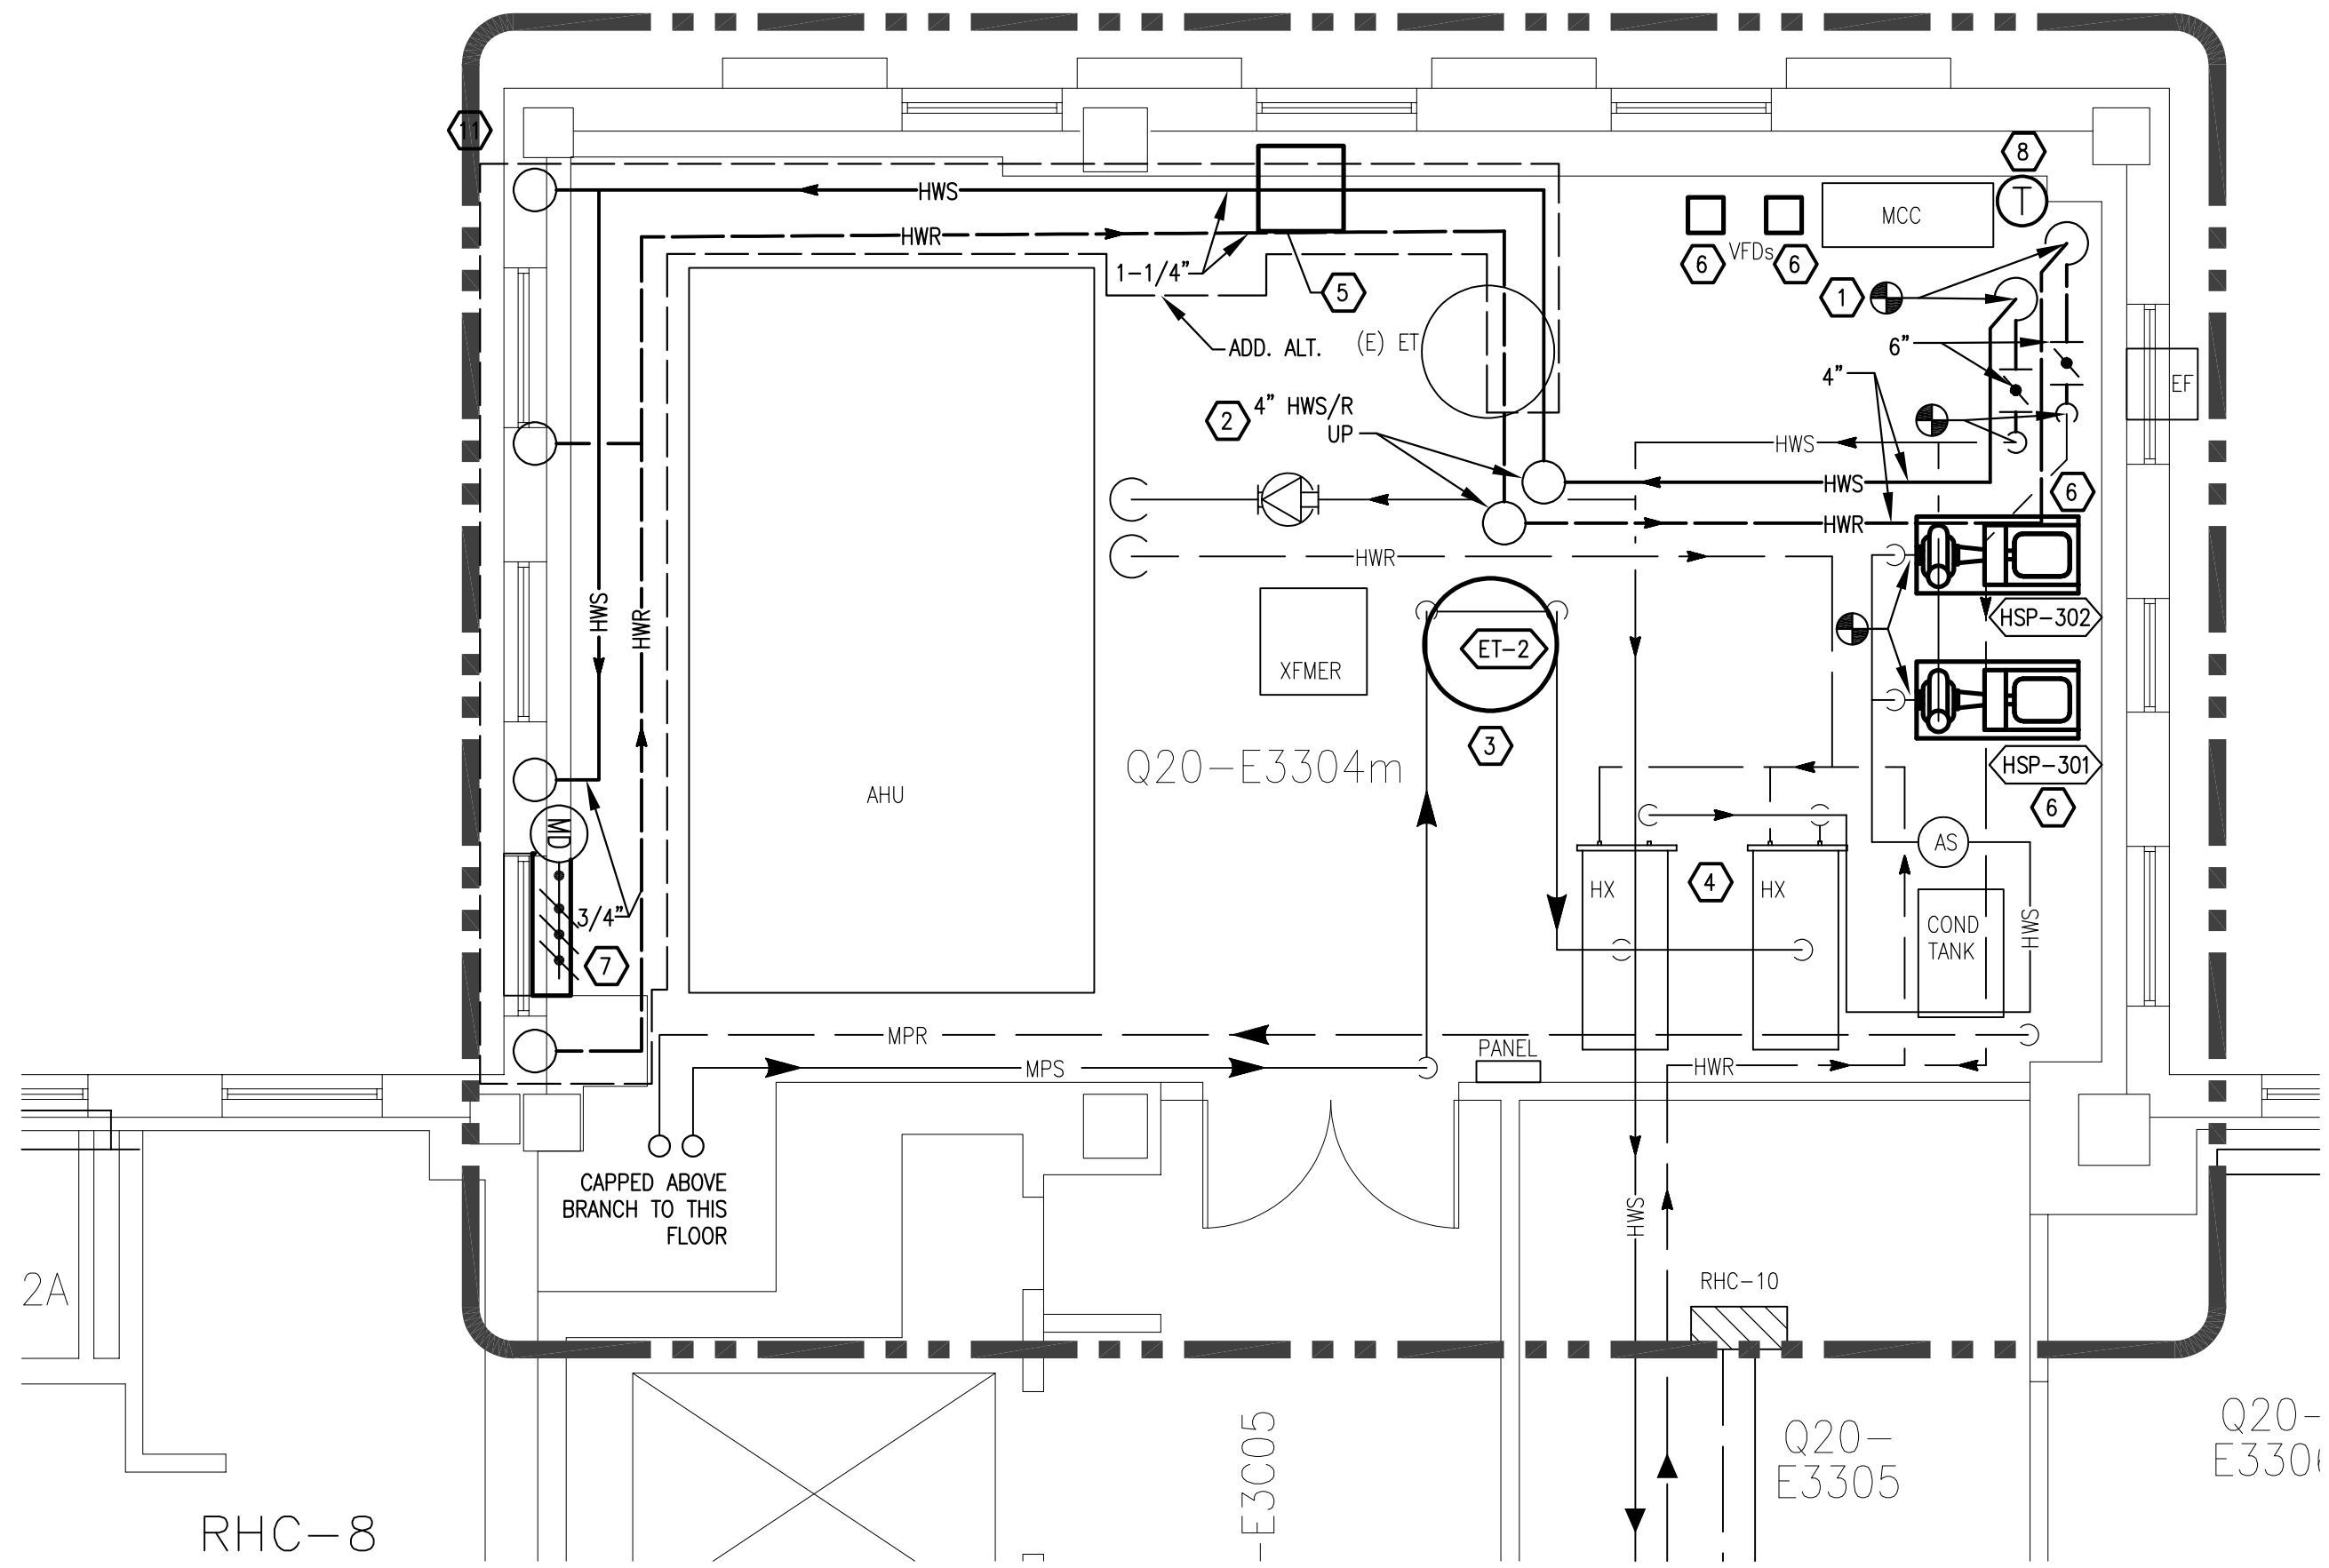 11
8
HWS
T
MCC
HWR
VFDs
6
6
1-1/4"
5
1
ADD. ALT.
(E) ET
6"
4"
EF
2
4" HWS/R
UP
HWS
HWS
6
HWR
HWR
HWS
HWR
HSP-302
ET-2
XFMER
3
Q20-E3304m
HSP-301
AHU
6
MD
AS
HX
4
HX
3/4"
COND
TANK
HWS
7
MPR
PANEL
MPS
HWR
CAPPED ABOVE
BRANCH TO THIS
FLOOR
HWS
2A
RHC-10
Q20-
E3305
Q20-
E330
-E3C05
RHC-8